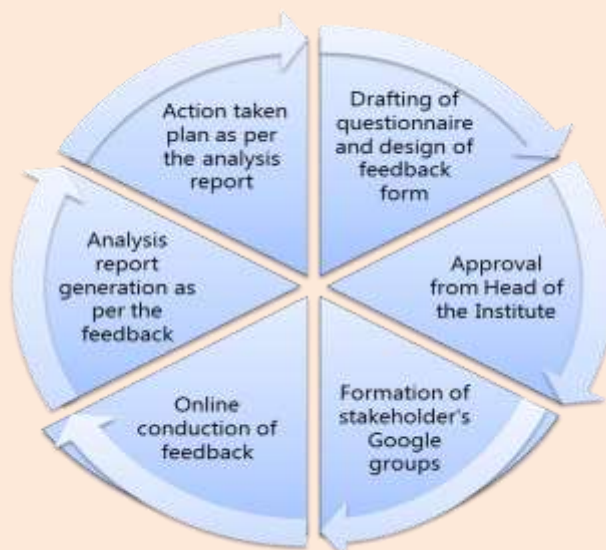 Drafting of
questionnaire
and design of
feedback
form
Approval
from Head of
the Institute
Formation of
stakeholder's
Google
groups
Online
conduction of
feedback
Analysis
report
generation as
per the
feedback
Action taken
plan as per
the analysis
report